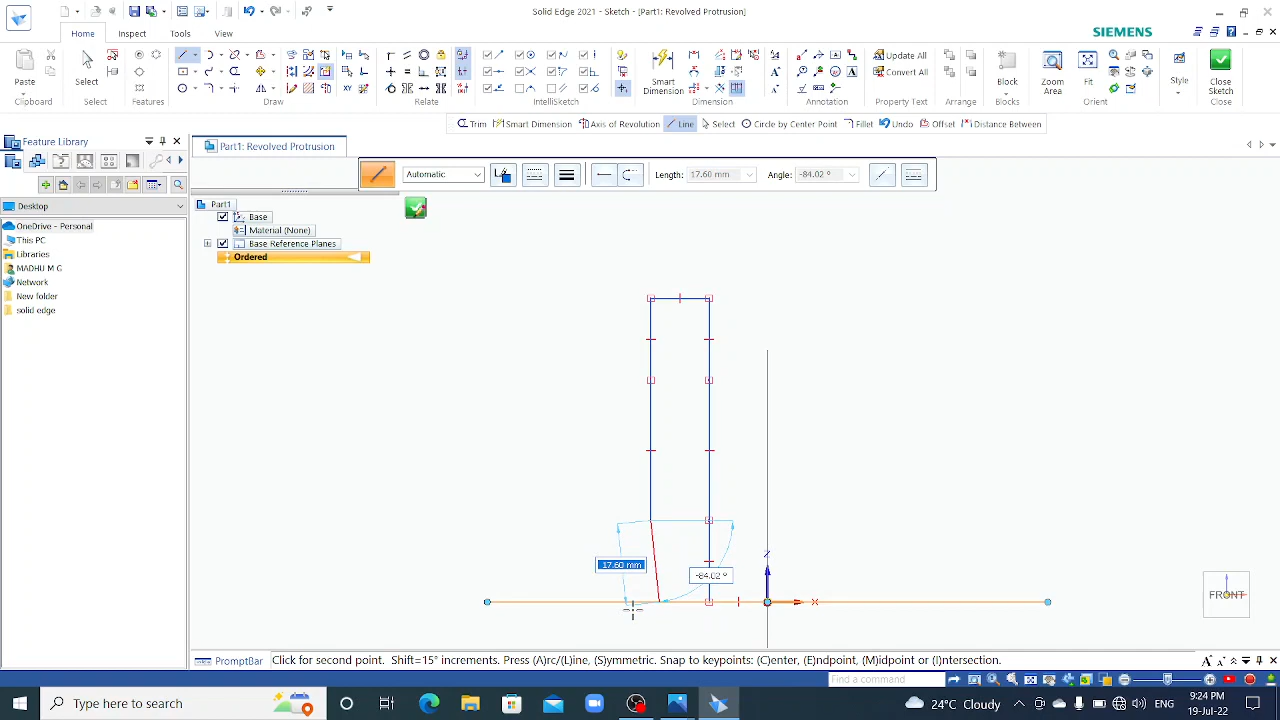 Solid Edge 2021 - Sketch - [Part1: Revolved Protrusion]
Home
Inspect
Tools
View
SIEMENS
Paste
Select
Update All
Convert All
Smart
Dimension
Block
Zoom
Area
Fit
Style
Close
Sketch
Clipboard
Select
Features
Draw
Relate
IntelliSketch
Dimension
Annotation
Property Text
Arrange
Blocks
Orient
Close
Trim
Smart Dimension
Axis of Revolution
Line
Select
Circle by Center Point
Fillet
Undo
Offset
Distance Between
Feature Library
Part1: Revolved Protrusion
Automatic
Length:
17.60 mm
Angle:
-84.02 °
Desktop
Part1
Base
Material (None)
Base Reference Planes
Ordered
OneDrive - Personal
This PC
Libraries
MADHU M G
Network
New folder
solid edge
17.60 mm
-84.02 °
z
x
FRONT
PromptBar
Click for second point. Shift=15° increments. Press (A)rc/(L)ine, (S)ymmetric. Snap to keypoints: (C)enter, (E)ndpoint, (M)idpoint or (I)ntersection.
Find a command
Type here to search
24°C Cloudy
ENG
9:24 PM
19-Jul-22